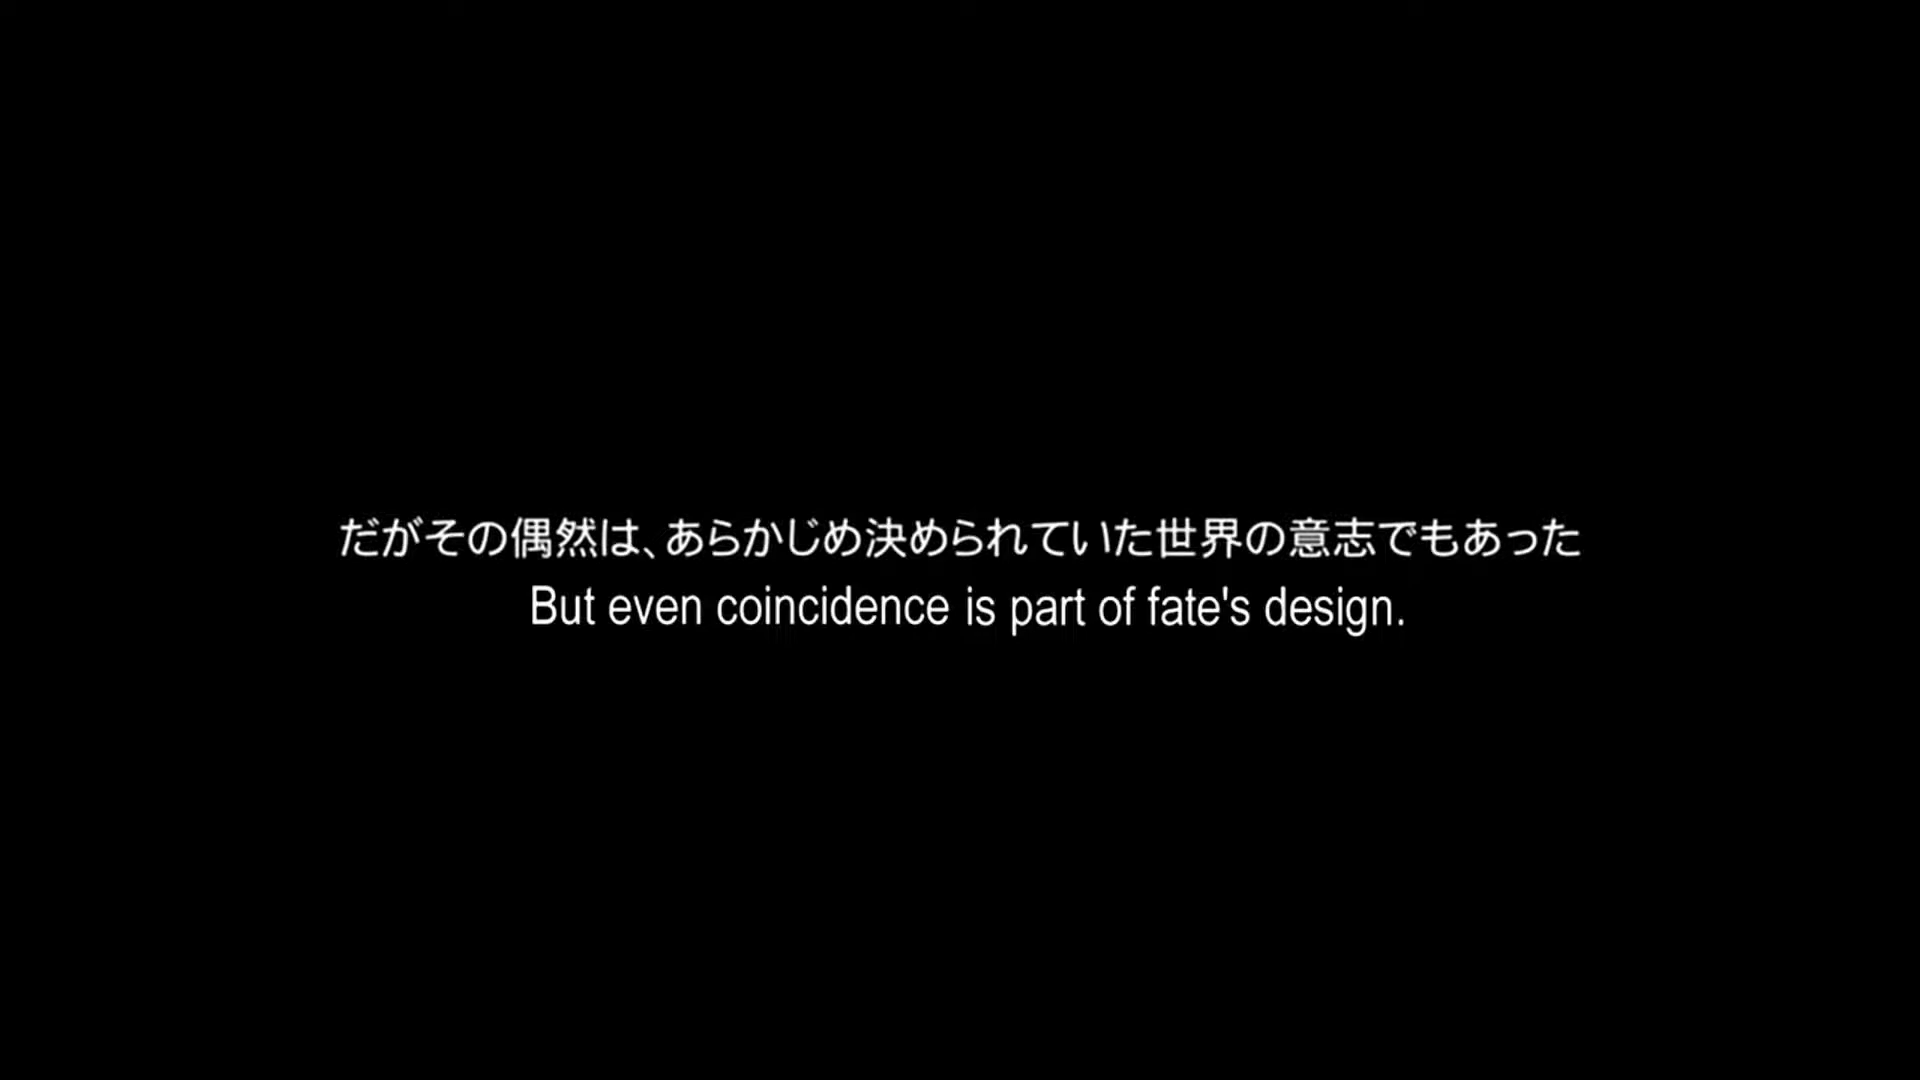 だがその偶然は、あらかじめ決められていた世界の意志でもあった
But even coincidence is part of fate's design.